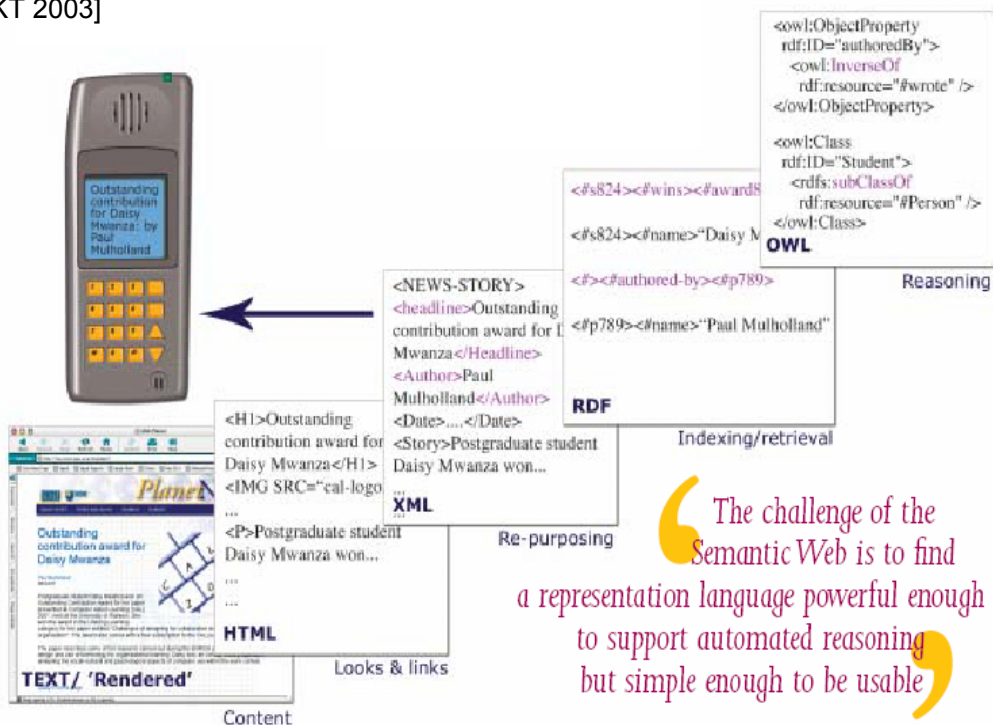 KT 2003]
<owl:ObjectProperty
rdf:ID="authoredBy">
<owl:InverseOf
rdf:resource="#wrote" />
</owl:ObjectProperty>
<owl:Class
rdf:ID="Student">
<rdfs:subClassOf
rdf:resource="#Person" />
</owl:Class>
OWL
Reasoning
<#s824><#wins><#award8
<#s824><#name>“Daisy M
<#><#authored-by><#p789>
<#p789><#name>“Paul Mulholland”
RDF
Indexing/retrieval
<NEWS-STORY>
<headline>Outstanding
contribution award for D
Mwanza</Headline>
<Author>Paul
Mulholland</Author>
<Date>....</Date>
<Story>Postgraduate student
Daisy Mwanza won...
...
XML
Re-purposing
<H1>Outstanding
contribution award for
Daisy Mwanza</H1>
<IMG SRC=“cal-logo
...
<P>Postgraduate student
Daisy Mwanza won...
...
...
HTML
Looks & links
Outstanding
contribution
for Daisy
Mwanza: by
Paul
Mulholland
Planet
Outstanding
contribution award for
Daisy Mwanza
TEXT/ ‘Rendered’
Content
‘The challenge of the
Semantic Web is to find
a representation language powerful enough
to support automated reasoning
but simple enough to be usable’